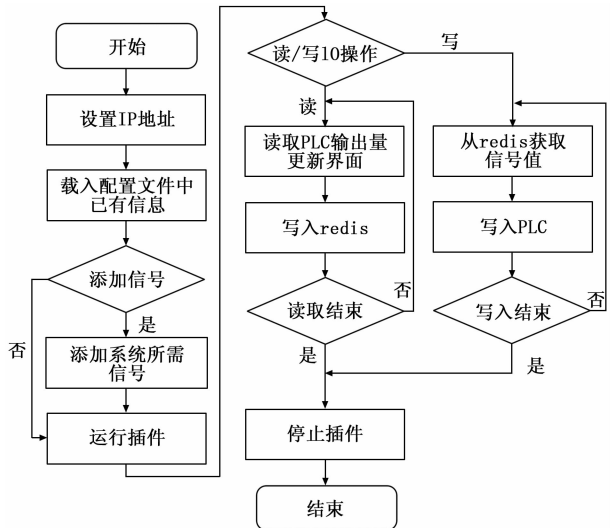 开始
设置IP地址
载入配置文件中
已有信息
添加信号
是
否
添加系统所需
信号
运行插件
读/写IO操作
写
读
读取PLC输出量
更新界面
写入redis
读取结束
否
是
从redis获取
信号值
写入PLC
写入结束
否
是
停止插件
结束